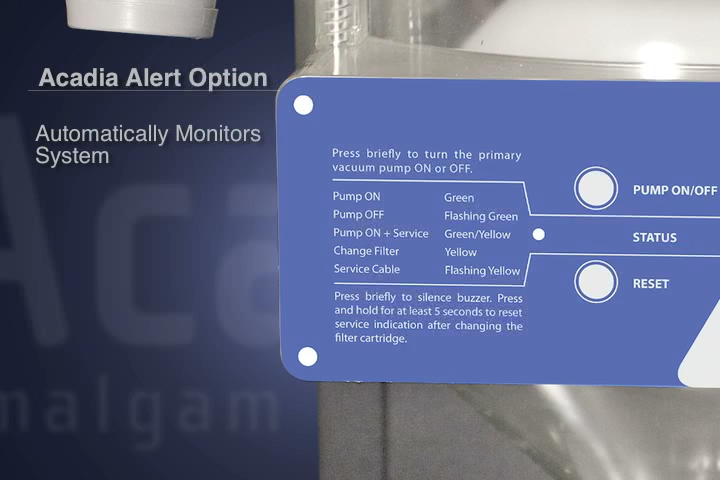 Acadia Alert Option
Automatically Monitors
System
Press briefly to turn the primary
vacuum pump ON or OFF.
Pump ON Green
Pump OFF Flashing Green
Pump ON + Service Green/Yellow
Change Filter Yellow
Service Cable Flashing Yellow
Press briefly to silence buzzer. Press
and hold for at least 5 seconds to reset
service indication after changing the
filter cartridge.
PUMP ON/OFF
STATUS
RESET
Aca
malgam